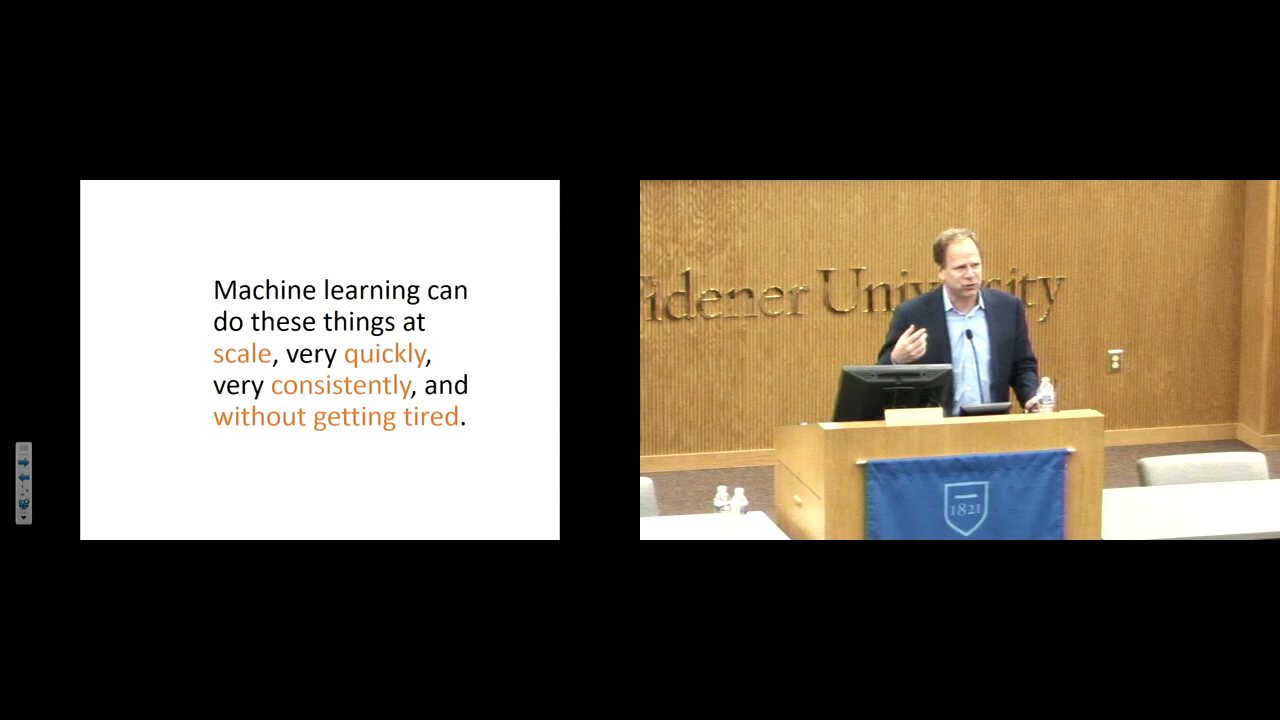 Machine learning can
do these things at
scale, very quickly,
very consistently, and
without getting tired.
idener University
1821